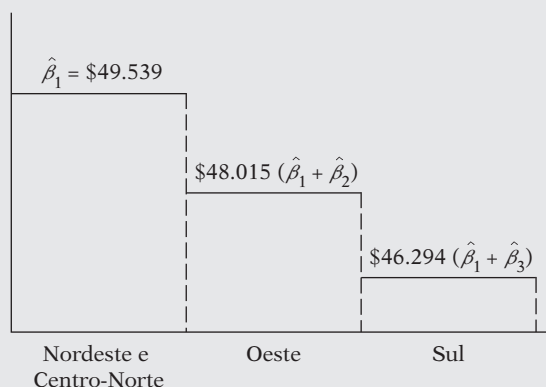 β̂₁ = $49.539
$48.015 (β̂₁ + β̂₂)
$46.294 (β̂₁ + β̂₃)
Nordeste e
Centro-Norte
Oeste
Sul